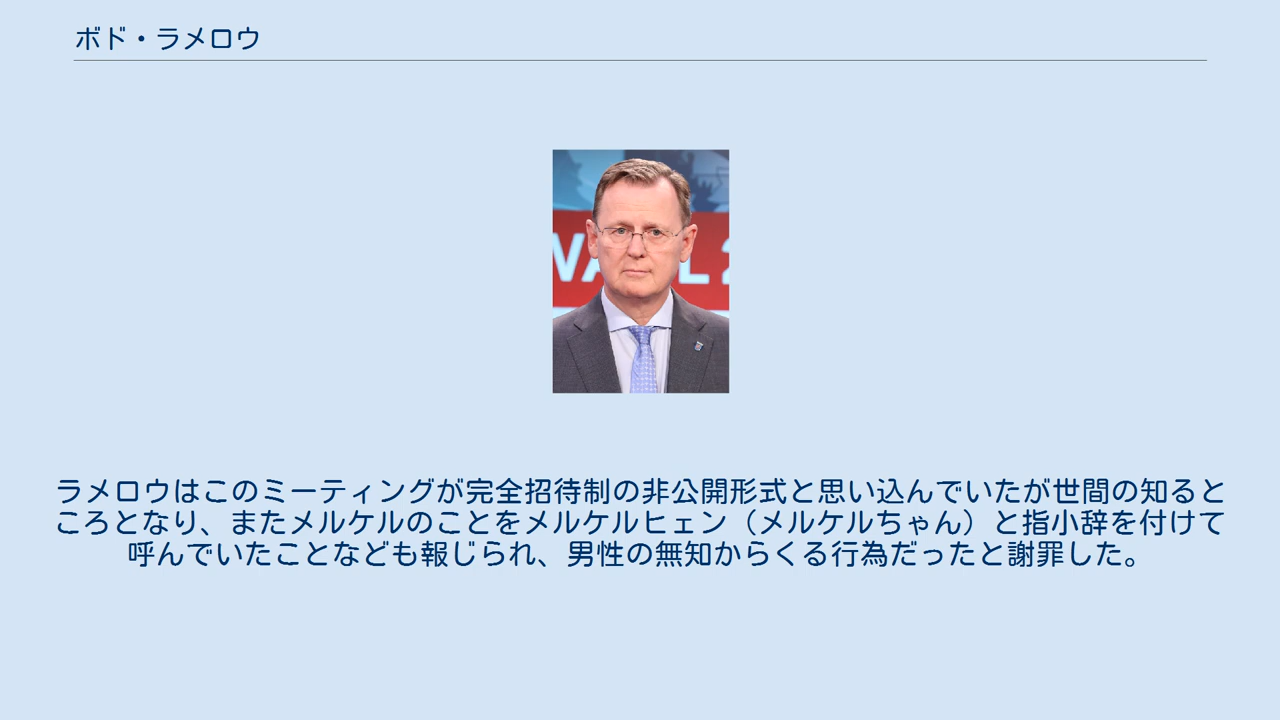 ボド・ラメロウ
WAHL 2
ラメロウはこのミーティングが完全招待制の非公開形式と思い込んでいたが世間の知ると
ころとなり、またメルケルのことをメルケルヒェン（メルケルちゃん）と指小辞を付けて
呼んでいたことなども報じられ、男性の無知からくる行為だったと謝罪した。